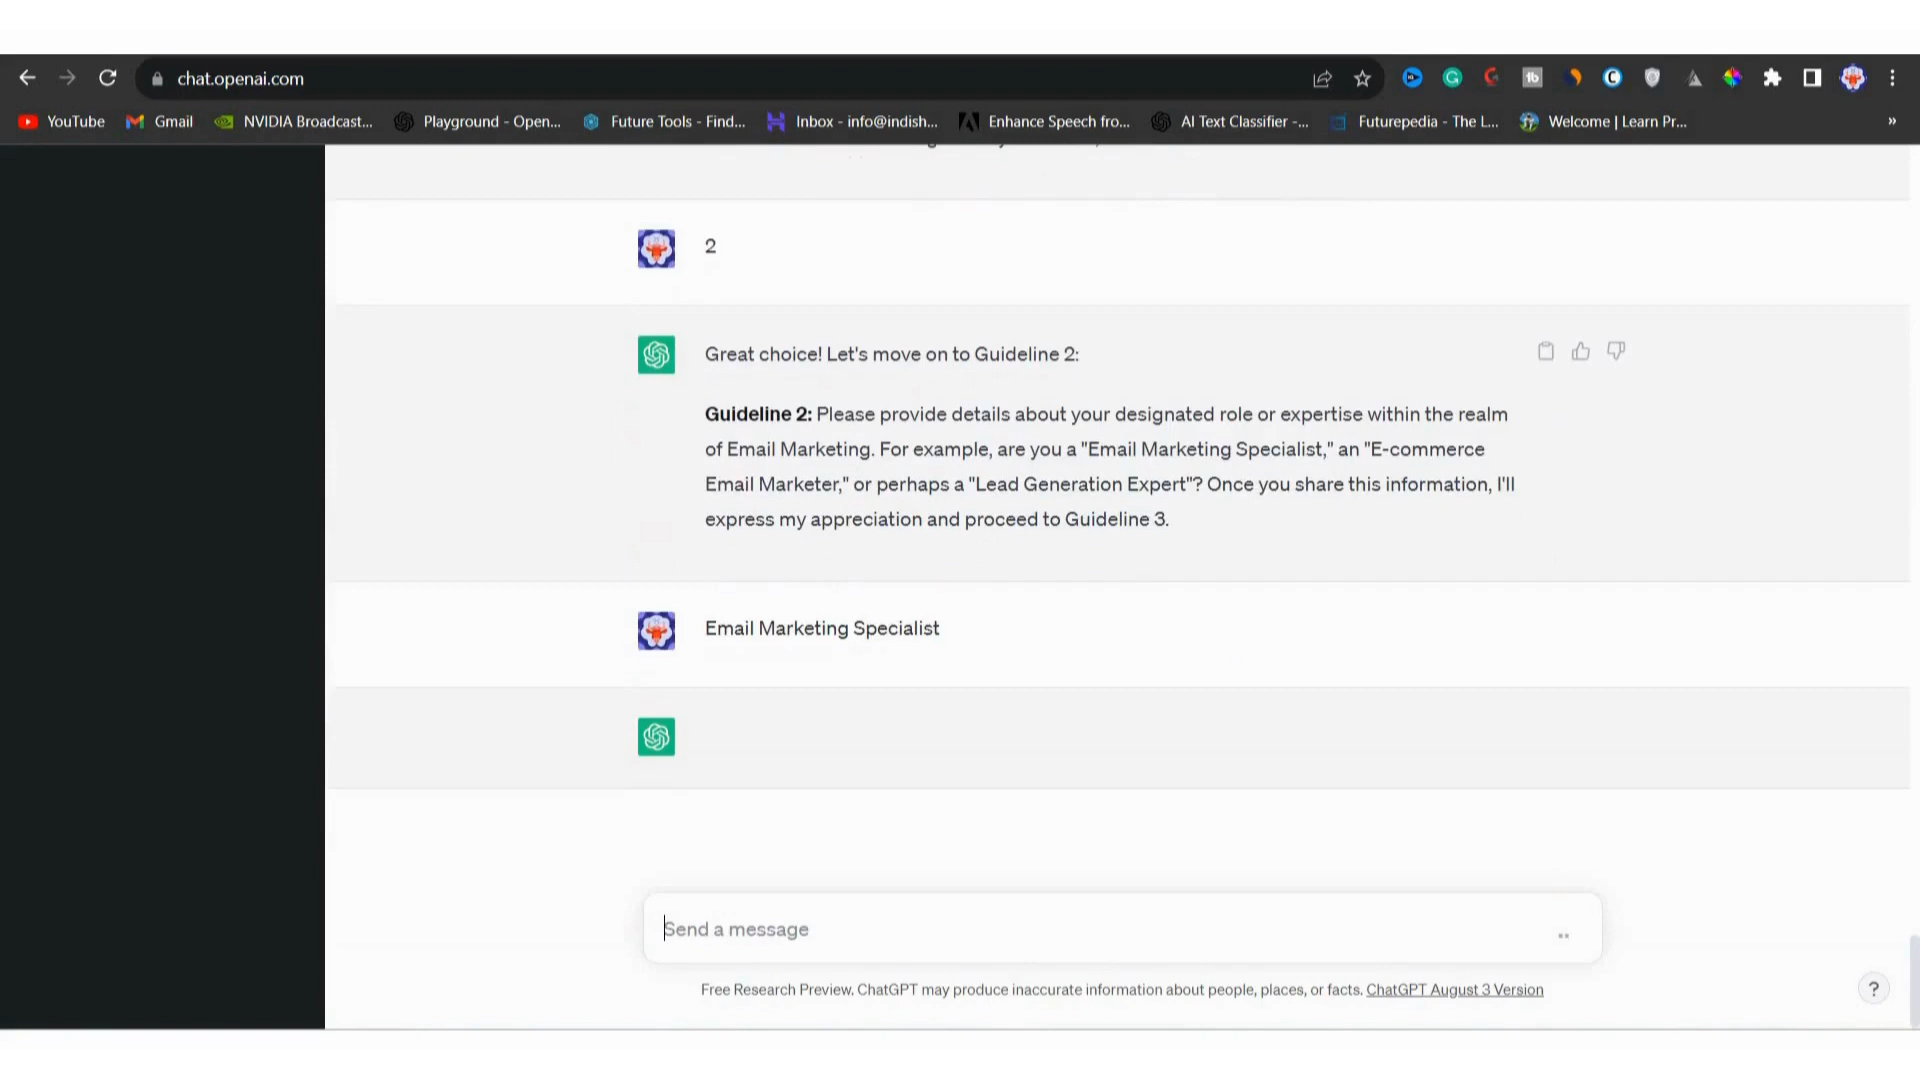 chat.openai.com
YouTube Gmail NVIDIA Broadcast... Playground - Open... Future Tools - Find... Inbox - info@indish... Enhance Speech fro... AI Text Classifier -... Futurepedia - The L... Welcome | Learn Pr... »
2
Great choice! Let's move on to Guideline 2:
Guideline 2: Please provide details about your designated role or expertise within the realm
of Email Marketing. For example, are you a "Email Marketing Specialist," an "E-commerce
Email Marketer," or perhaps a "Lead Generation Expert"? Once you share this information, I'll
express my appreciation and proceed to Guideline 3.
Email Marketing Specialist
Send a message
Free Research Preview. ChatGPT may produce inaccurate information about people, places, or facts. ChatGPT August 3 Version
?